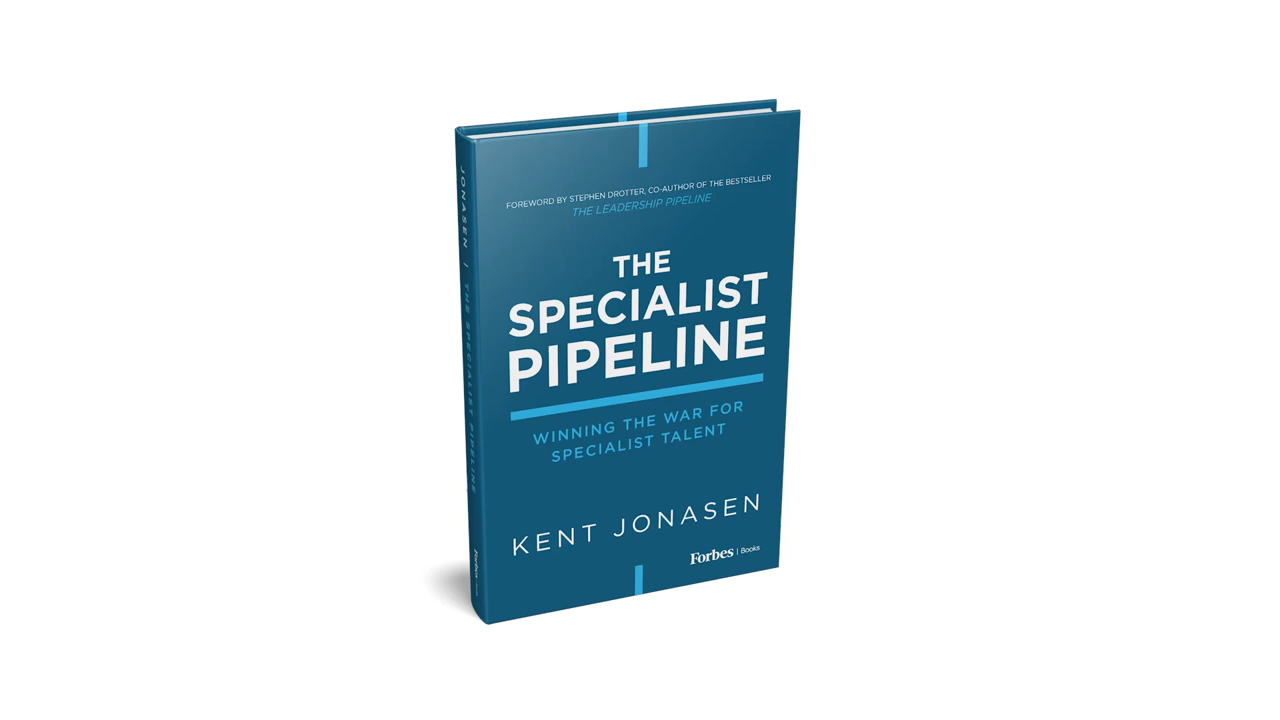 FOREWORD BY STEPHEN DROTTER, CO-AUTHOR OF THE BESTSELLER
THE LEADERSHIP PIPELINE
THE
SPECIALIST
PIPELINE
WINNING THE WAR FOR
SPECIALIST TALENT
KENT JONASEN
Forbes | Books
JONASEN | THE SPECIALIST PIPELINE
Forbes